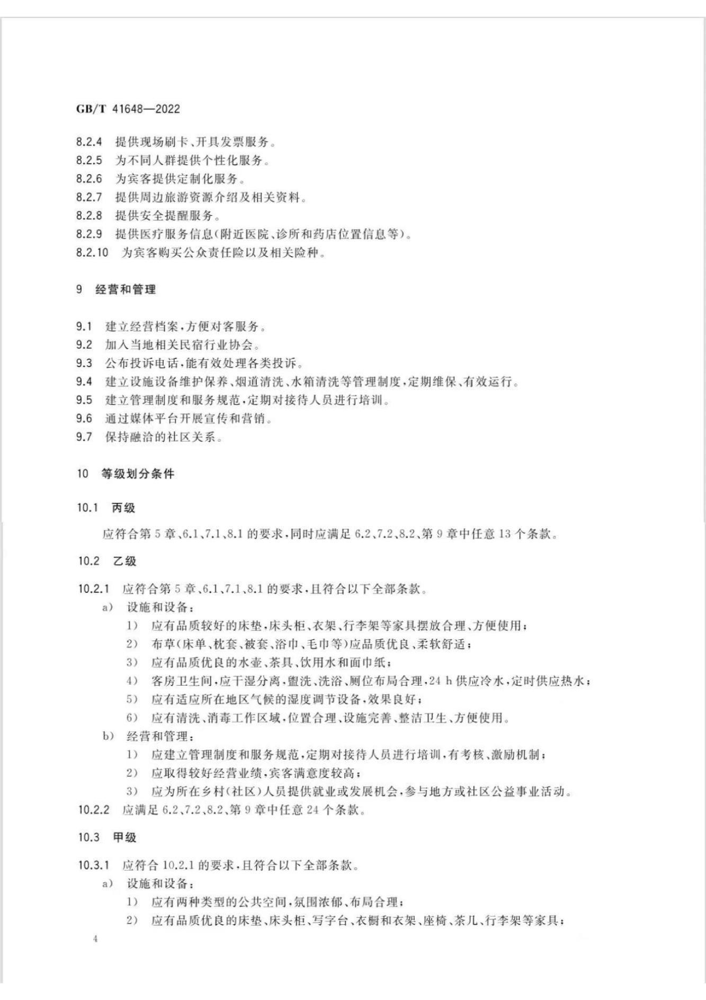 GB/T 41648—2022
8.2.4 提供现场刷卡、开具发票服务。
8.2.5 为不同人群提供个性化服务。
8.2.6 为宾客提供定制化服务。
8.2.7 提供周边旅游资源介绍及相关资料。
8.2.8 提供安全提醒服务。
8.2.9 提供医疗服务信息(附近医院、诊所和药店位置信息等)。
8.2.10 为宾客购买公众责任险以及相关险种。
9 经营和管理
9.1 建立经营档案,方便对客服务。
9.2 加入当地相关民宿行业协会。
9.3 公布投诉电话,能有效处理各类投诉。
9.4 建立设施设备维护保养、烟道清洗、水箱清洗等管理制度,定期维保、有效运行。
9.5 建立管理制度和服务规范,定期对接待人员进行培训。
9.6 通过媒体平台开展宣传和营销。
9.7 保持融洽的社区关系。
10 等级划分条件
10.1 丙级
应符合第 5 章、6.1、7.1、8.1 的要求,同时应满足 6.2、7.2、8.2、第 9 章中任意 13 个条款。
10.2 乙级
10.2.1 应符合第 5 章、6.1、7.1、8.1 的要求,且符合以下全部条款。
a) 设施和设备:
1) 应有品质较好的床垫,床头柜、衣架、行李架等家具摆放合理、方便使用;
2) 布草(床单、枕套、被套、浴巾、毛巾等)应品质优良、柔软舒适;
3) 应有品质优良的水壶、茶具、饮用水和面巾纸;
4) 客房卫生间,应干湿分离,盥洗、洗浴、厕位布局合理,24 h 供应冷水,定时供应热水;
5) 应有适应所在地区气候的湿度调节设备,效果良好;
6) 应有清洗、消毒工作区域,位置合理、设施完善、整洁卫生、方便使用。
b) 经营和管理:
1) 应建立管理制度和服务规范,定期对接待人员进行培训,有考核、激励机制;
2) 应取得较好经营业绩,宾客满意度较高;
3) 应为所在乡村(社区)人员提供就业或发展机会,参与地方或社区公益事业活动。
10.2.2 应满足 6.2、7.2、8.2、第 9 章中任意 24 个条款。
10.3 甲级
10.3.1 应符合 10.2.1 的要求,且符合以下全部条款。
a) 设施和设备:
1) 应有两种类型的公共空间,氛围浓郁、布局合理;
2) 应有品质优良的床垫、床头柜、写字台、衣橱和衣架、座椅、茶几、行李架等家具;
4